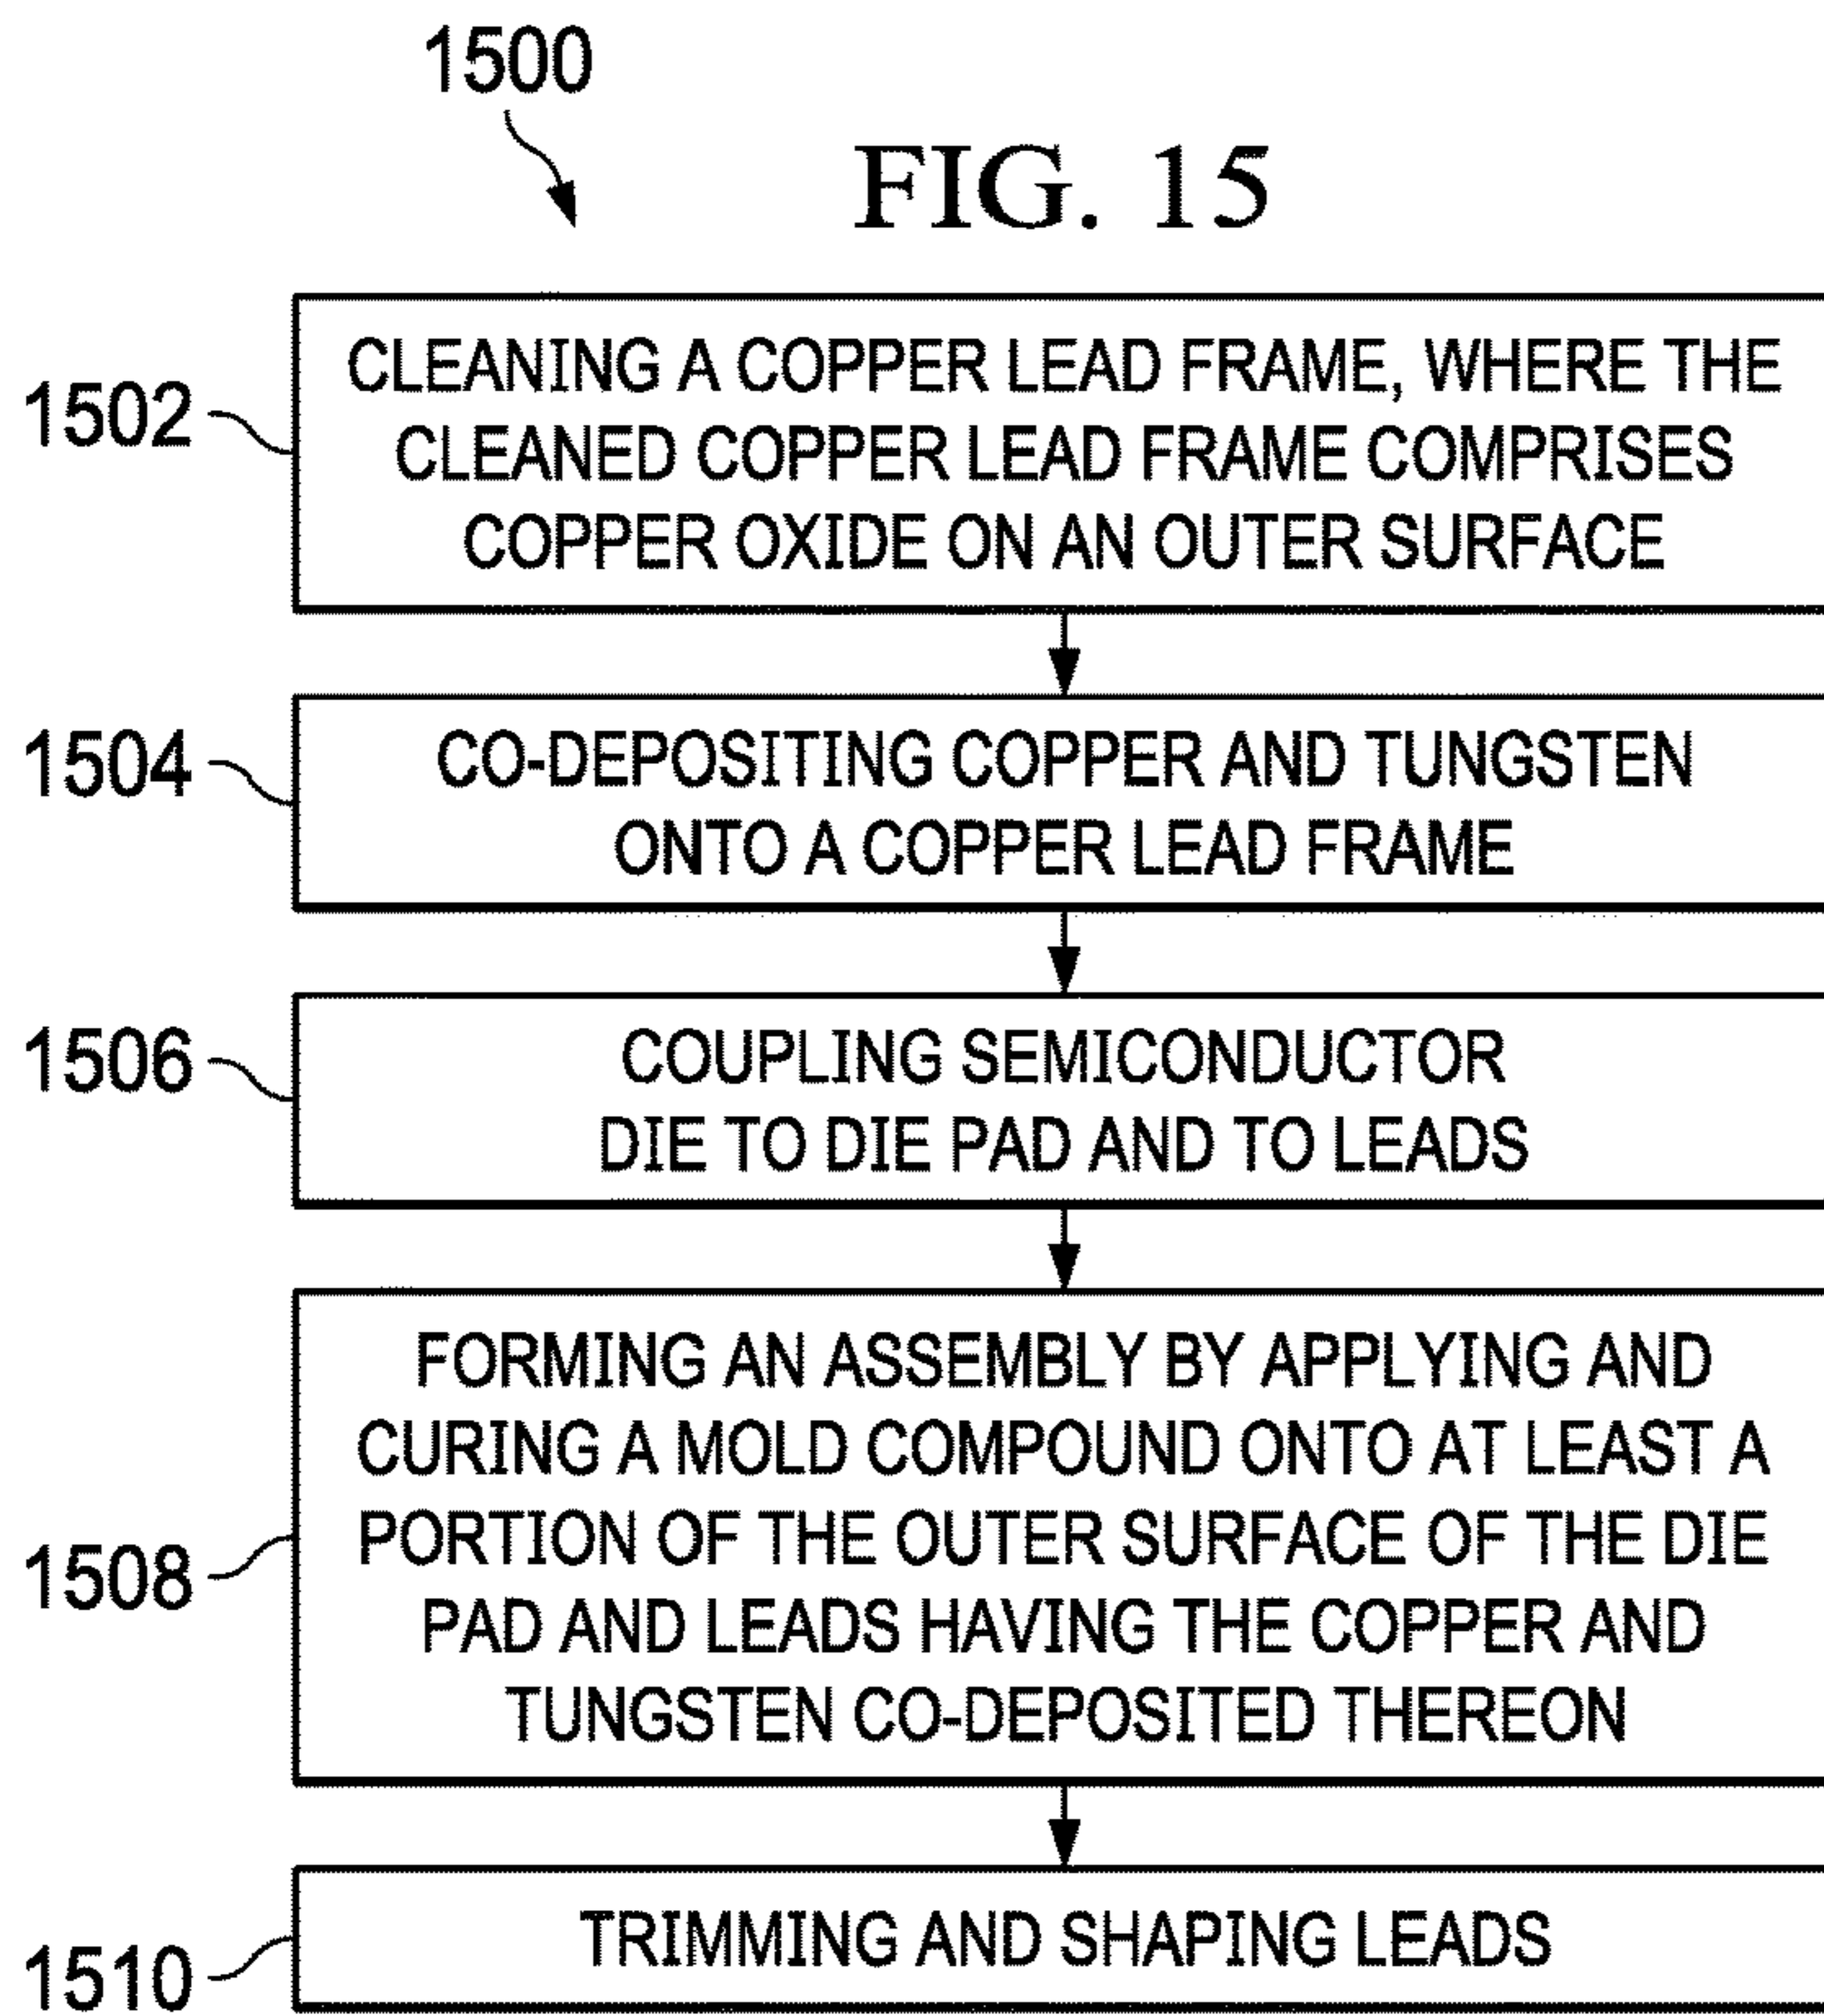 1500
FIG. 15
1502
CLEANING A COPPER LEAD FRAME, WHERE THE
CLEANED COPPER LEAD FRAME COMPRISES
COPPER OXIDE ON AN OUTER SURFACE
1504
CO-DEPOSITING COPPER AND TUNGSTEN
ONTO A COPPER LEAD FRAME
1506
COUPLING SEMICONDUCTOR
DIE TO DIE PAD AND TO LEADS
1508
FORMING AN ASSEMBLY BY APPLYING AND
CURING A MOLD COMPOUND ONTO AT LEAST A
PORTION OF THE OUTER SURFACE OF THE DIE
PAD AND LEADS HAVING THE COPPER AND
TUNGSTEN CO-DEPOSITED THEREON
1510
TRIMMING AND SHAPING LEADS